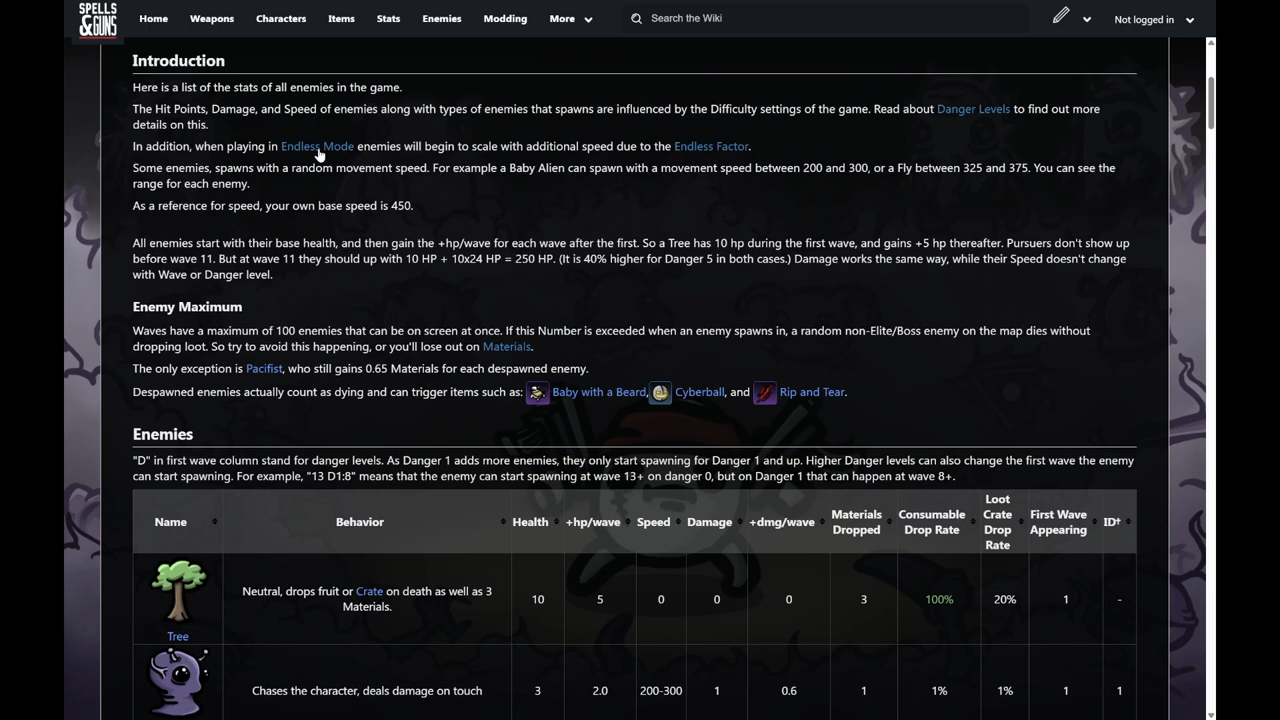 SPELLS
&GUNS
Home Weapons Characters Items Stats Enemies Modding More Search the Wiki Not logged in
Introduction
Here is a list of the stats of all enemies in the game.
The Hit Points, Damage, and Speed of enemies along with types of enemies that spawns are influenced by the Difficulty settings of the game. Read about Danger Levels to find out more
details on this.
In addition, when playing in Endless Mode enemies will begin to scale with additional speed due to the Endless Factor.
Some enemies, spawns with a random movement speed. For example a Baby Alien can spawn with a movement speed between 200 and 300, or a Fly between 325 and 375. You can see the
range for each enemy.
As a reference for speed, your own base speed is 450.
All enemies start with their base health, and then gain the +hp/wave for each wave after the first. So a Tree has 10 hp during the first wave, and gains +5 hp thereafter. Pursuers don't show up
before wave 11. But at wave 11 they should up with 10 HP + 10x24 HP = 250 HP. (It is 40% higher for Danger 5 in both cases.) Damage works the same way, while their Speed doesn't change
with Wave or Danger level.
Enemy Maximum
Waves have a maximum of 100 enemies that can be on screen at once. If this Number is exceeded when an enemy spawns in, a random non-Elite/Boss enemy on the map dies without
dropping loot. So try to avoid this happening, or you'll lose out on Materials.
The only exception is Pacifist, who still gains 0.65 Materials for each despawned enemy.
Despawned enemies actually count as dying and can trigger items such as: Baby with a Beard, Cyberball, and Rip and Tear.
Enemies
"D" in first wave column stand for danger levels. As Danger 1 adds more enemies, they only start spawning for Danger 1 and up. Higher Danger levels can also change the first wave the enemy
can start spawning. For example, "13 D1:8" means that the enemy can start spawning at wave 13+ on danger 0, but on Danger 1 that can happen at wave 8+.
Name Behavior Health +hp/wave Speed Damage +dmg/wave Materials Dropped Consumable Drop Rate Loot Crate Drop Rate First Wave Appearing ID†
Neutral, drops fruit or Crate on death as well as 3
Materials.
10 5 0 0 0 3 100% 20% 1 -
Tree
Chases the character, deals damage on touch 3 2.0 200-300 1 0.6 1 1% 1% 1 1